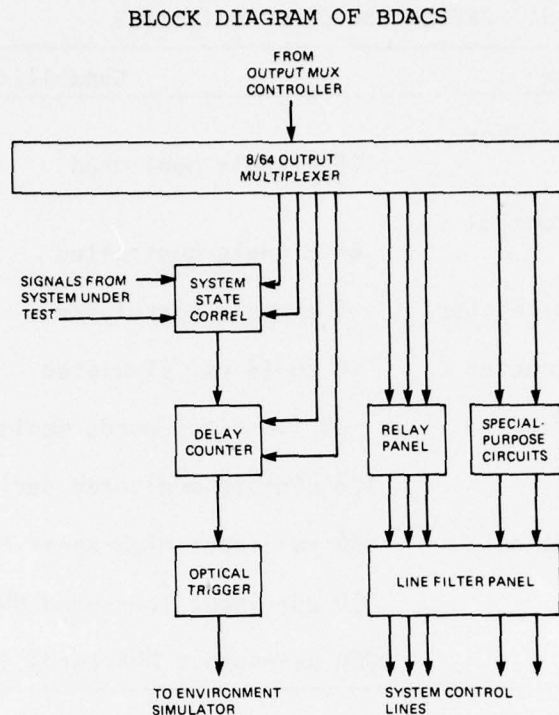 BLOCK DIAGRAM OF BDACS
FROM
OUTPUT MUX
CONTROLLER
8/64 OUTPUT
MULTIPLEXER
SIGNALS FROM
SYSTEM UNDER
TEST
SYSTEM
STATE
CORREL
DELAY
COUNTER
RELAY
PANEL
SPECIAL-
PURPOSE
CIRCUITS
OPTICAL
TRIGGER
LINE FILTER PANEL
TO ENVIRONMENT
SIMULATOR
SYSTEM CONTROL
LINES